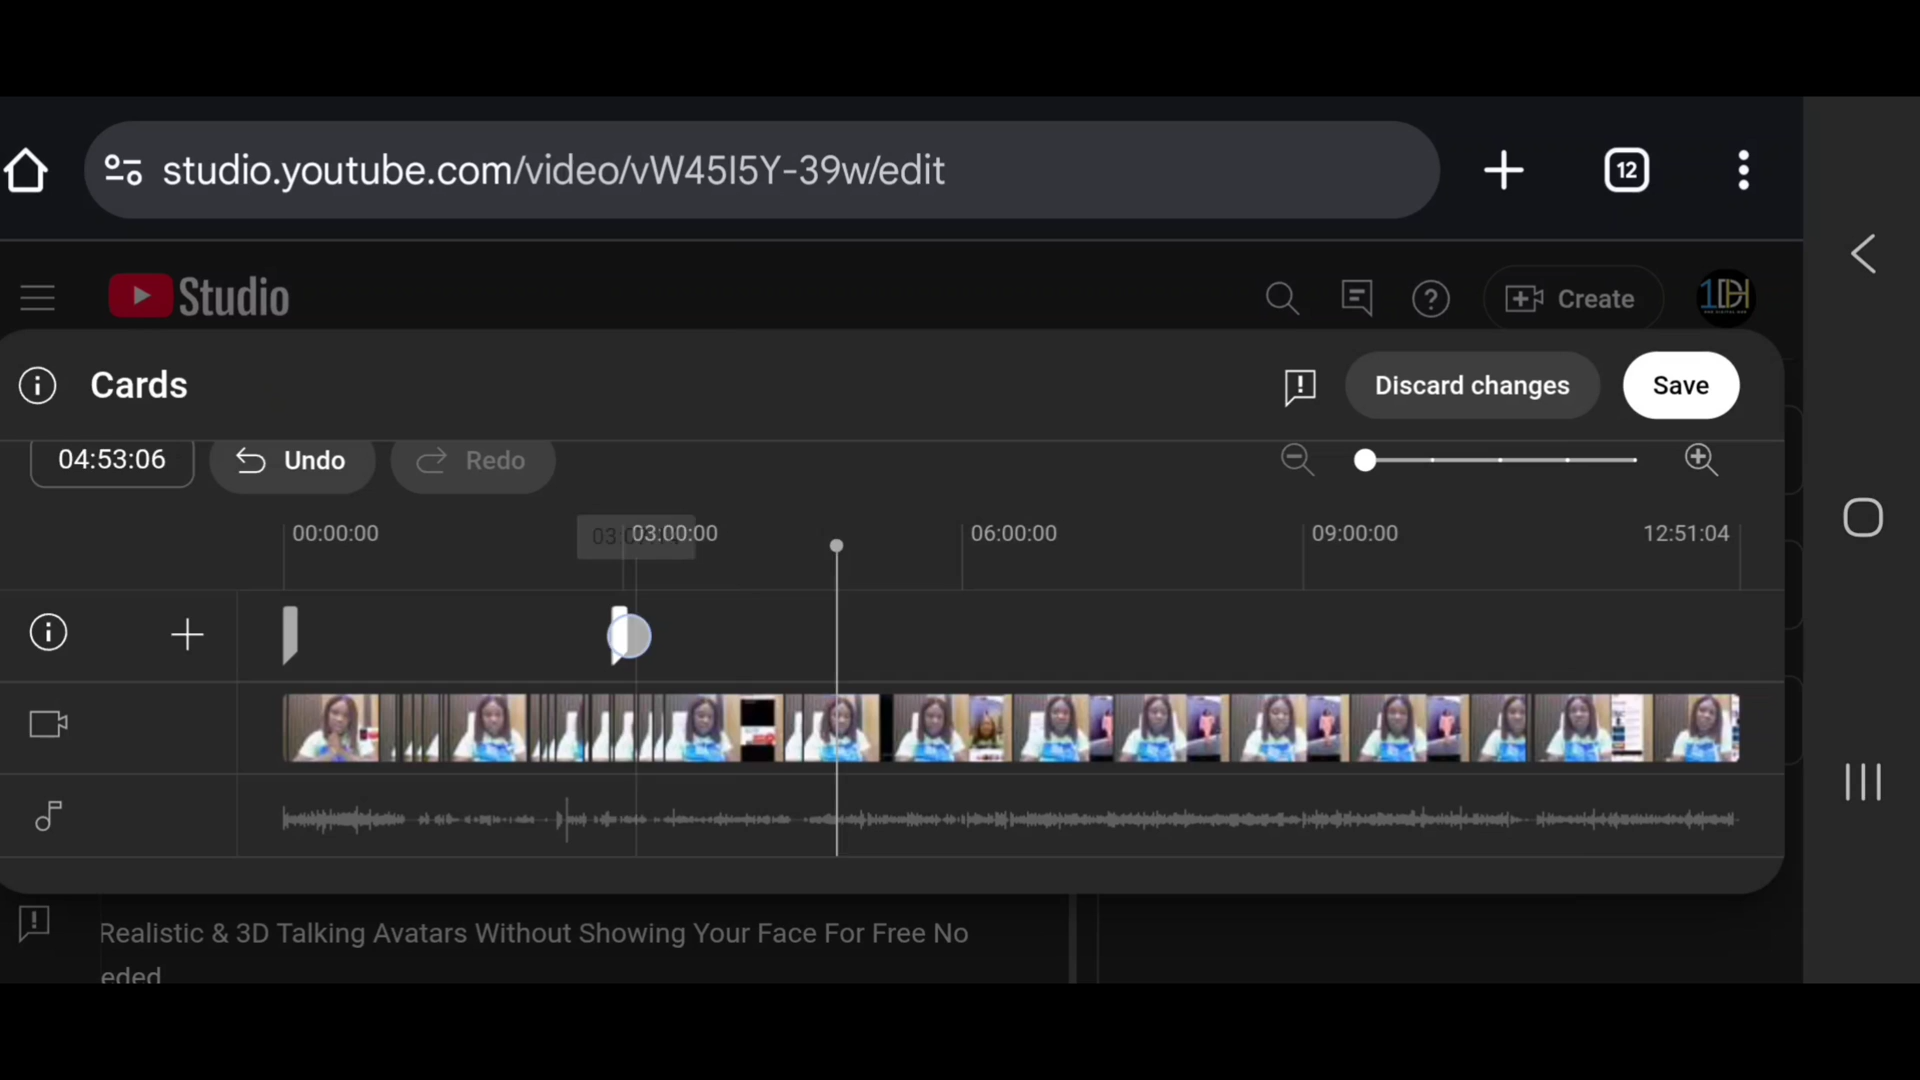 studio.youtube.com/video/vW45I5Y-39w/edit
12
Studio
Create
Cards
Discard changes
Save
04:53:06
Undo
Redo
00:00:00
03:00:00
06:00:00
09:00:00
12:51:04
Realistic & 3D Talking Avatars Without Showing Your Face For Free No
eded